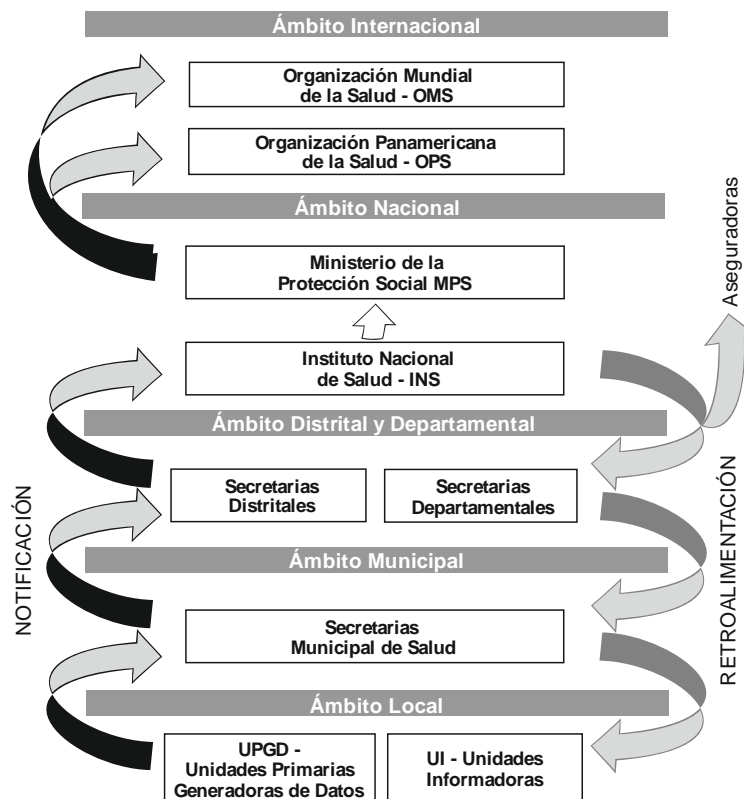 Ámbito Internacional
Organización Mundial
de la Salud - OMS
Organización Panamericana
de la Salud - OPS
Ámbito Nacional
Ministerio de la
Protección Social MPS
Aseguradoras
Instituto Nacional
de Salud - INS
Ámbito Distrital y Departamental
Secretarias
Distritales
Secretarias
Departamentales
NOTIFICACIÓN
RETROALIMENTACIÓN
Ámbito Municipal
Secretarias
Municipal de Salud
Ámbito Local
UPGD -
Unidades Primarias
Generadoras de Datos
UI - Unidades
Informadoras